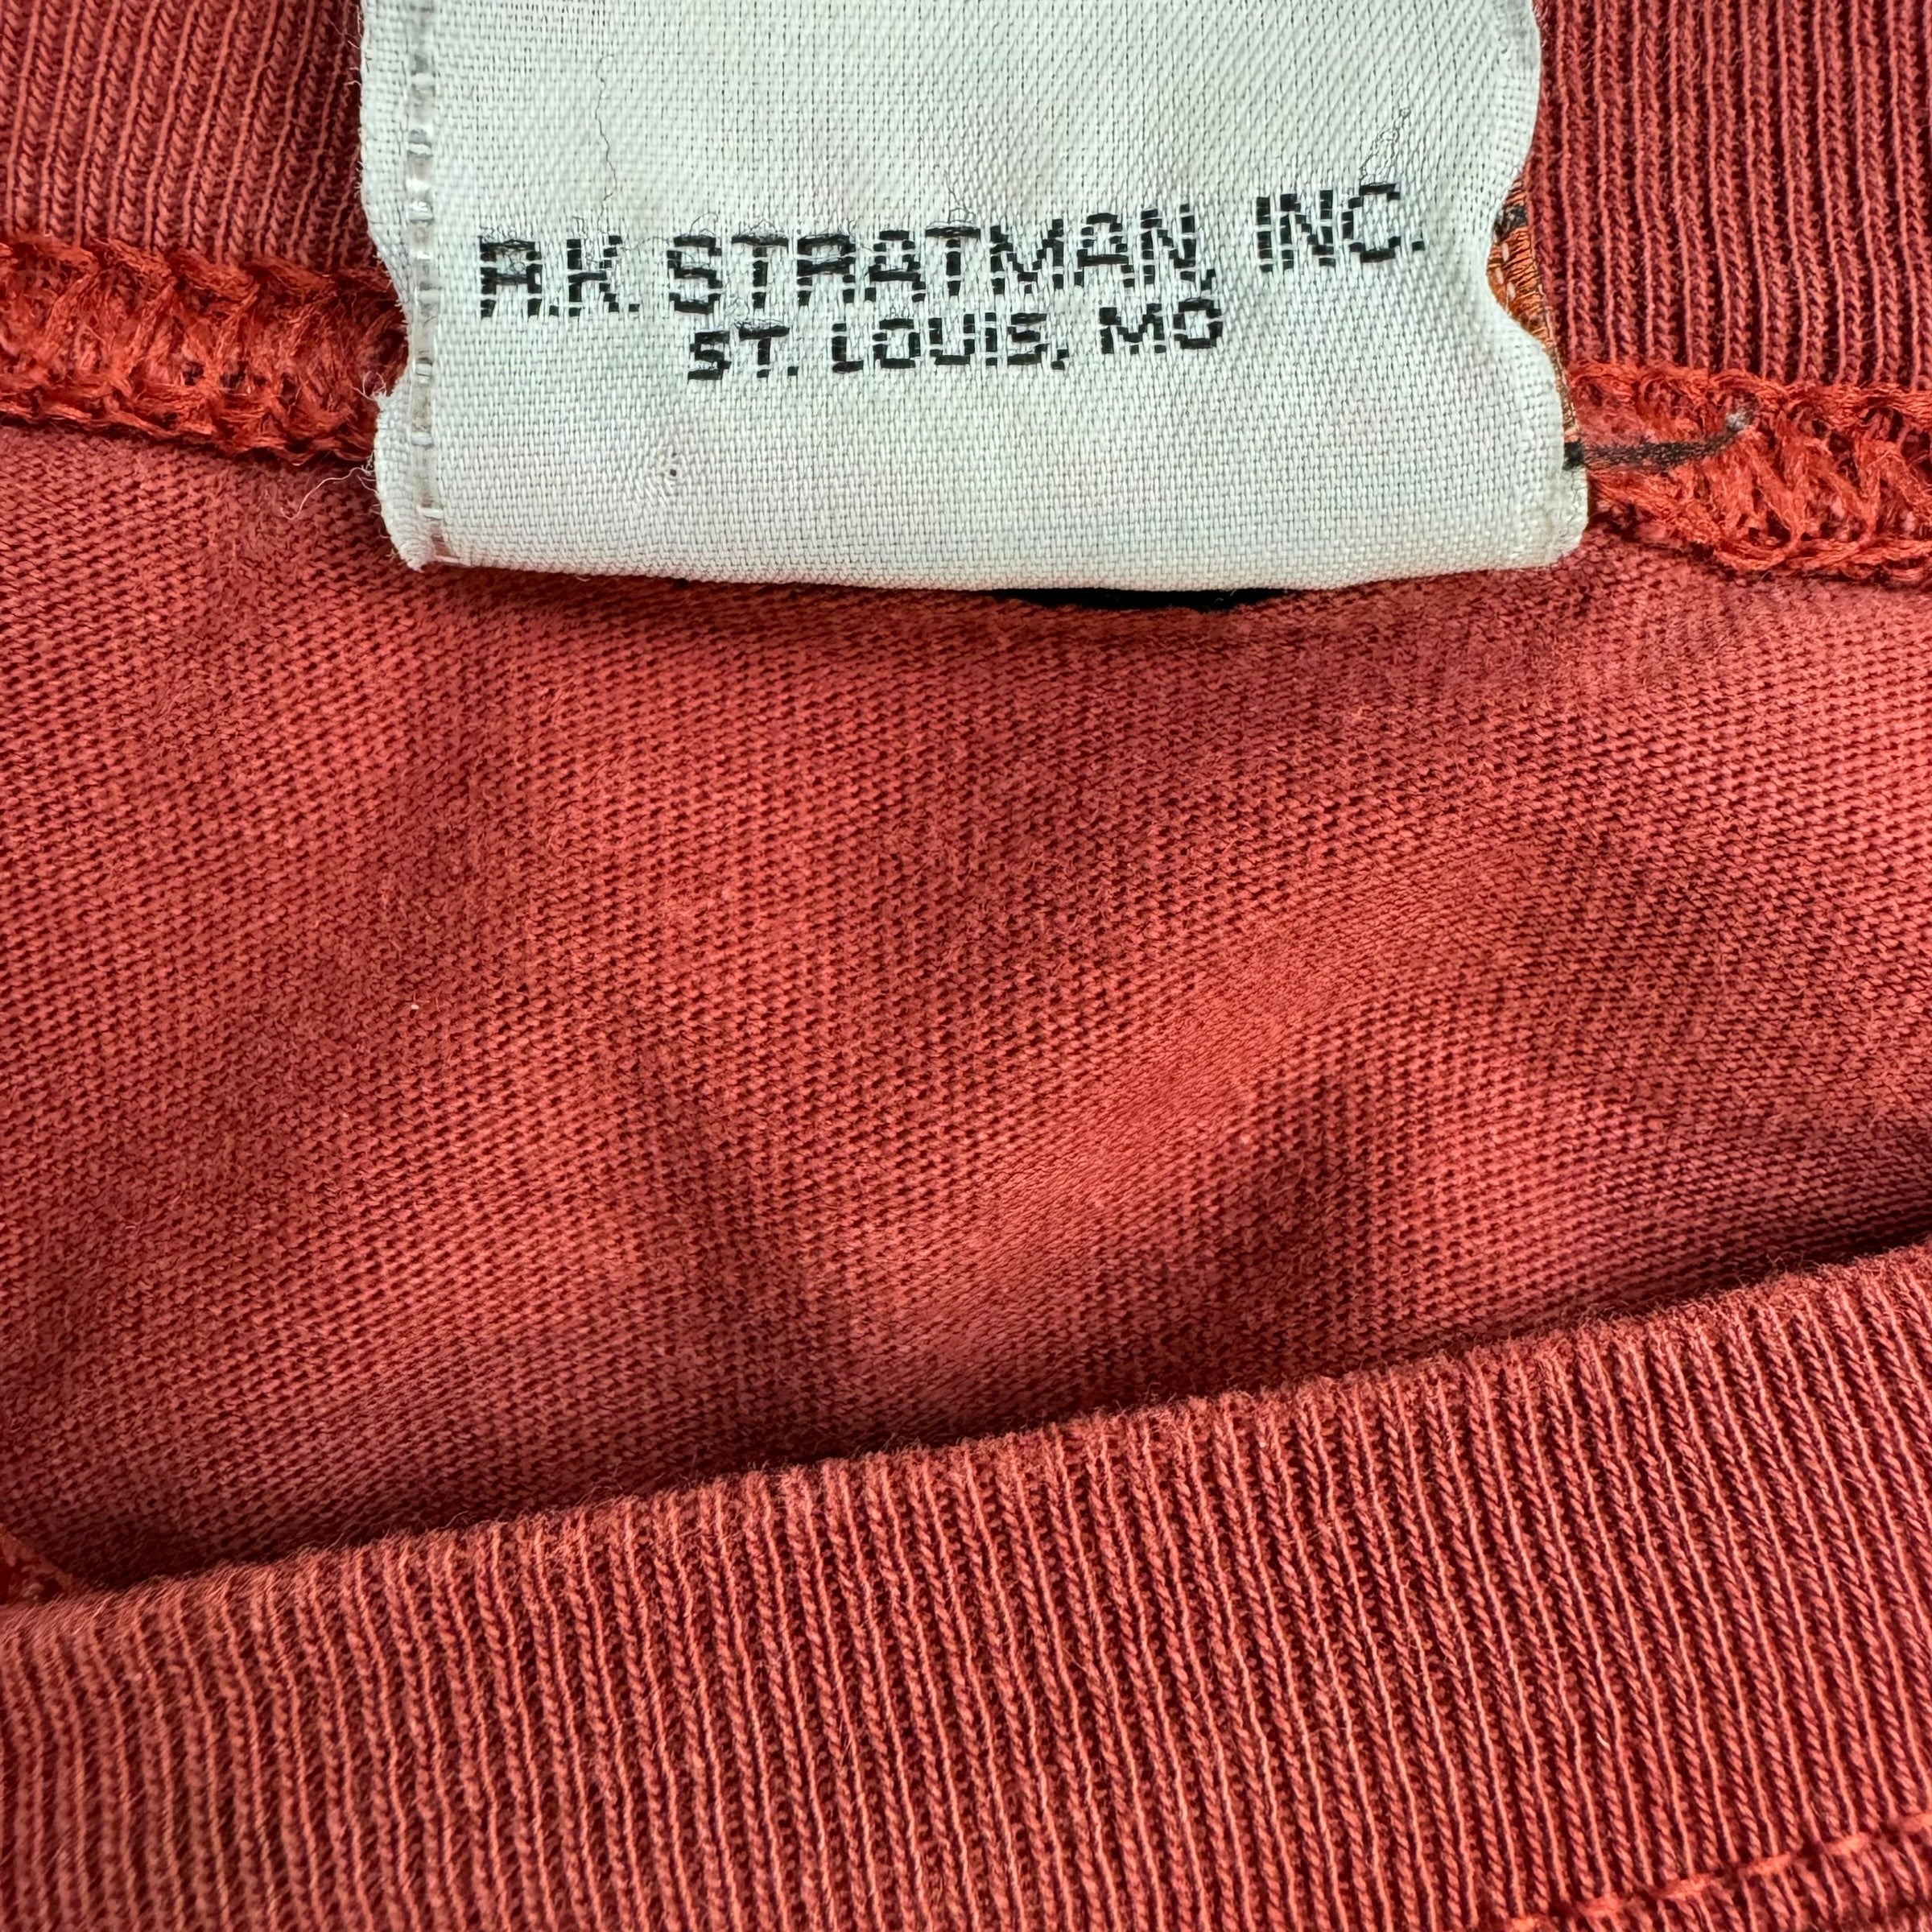 R.K. STRATMAN, INC.
ST. LOUIS, MO